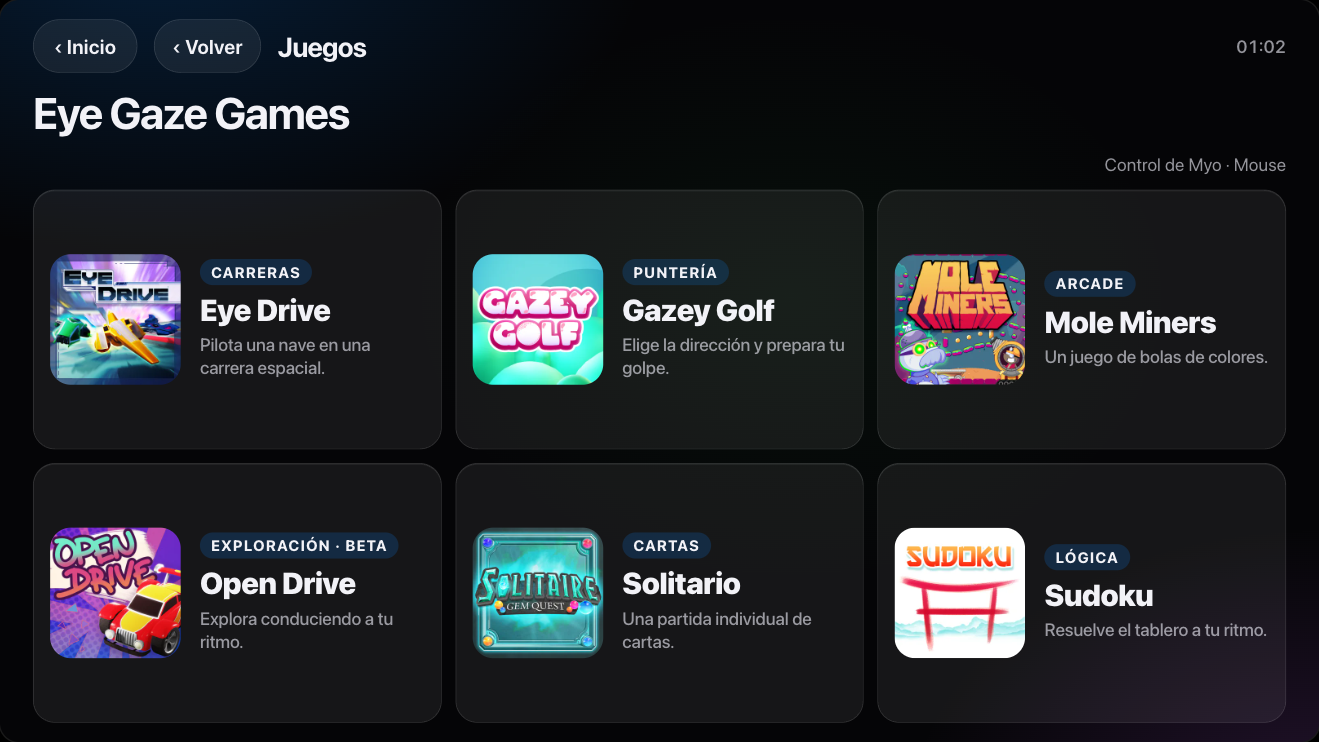 ‹ Inicio
‹ Volver
Juegos
01:02
Eye Gaze Games
Control de Myo · Mouse
EYE
DRIVE
CARRERAS
Eye Drive
Pilota una nave en una
carrera espacial.
GAZEY
GOLF
PUNTERÍA
Gazey Golf
Elige la dirección y prepara tu
golpe.
MOLE
MINERS
ARCADE
Mole Miners
Un juego de bolas de colores.
OPEN
DRIVE
EXPLORACIÓN · BETA
Open Drive
Explora conduciendo a tu
ritmo.
SOLITAIRE
GEM QUEST
CARTAS
Solitario
Una partida individual de
cartas.
SUDOKU
LÓGICA
Sudoku
Resuelve el tablero a tu ritmo.